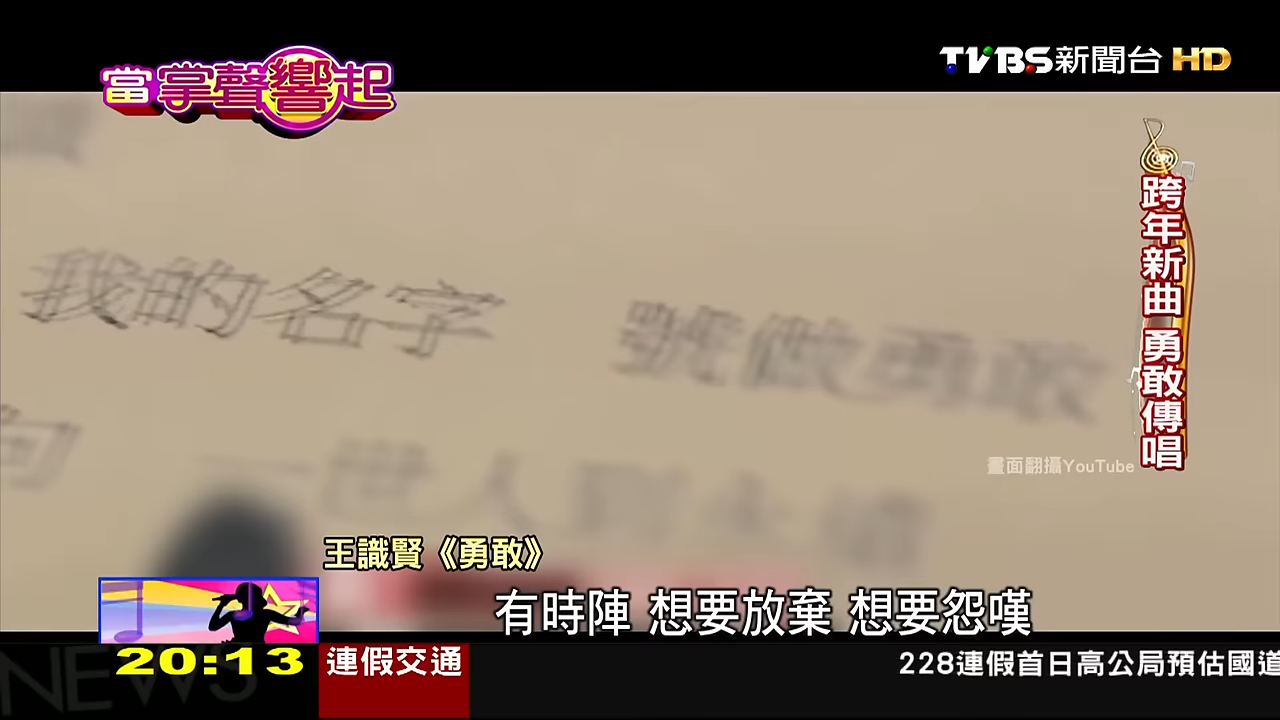 當掌聲響起
TVBS新聞台 HD
跨年新曲 勇敢傳唱
我的名字 號做勇敢
畫面翻攝YouTube
王識賢《勇敢》
有時陣 想要放棄 想要怨嘆
20:13
連假交通
228連假首日高公局預估國道
NEWS